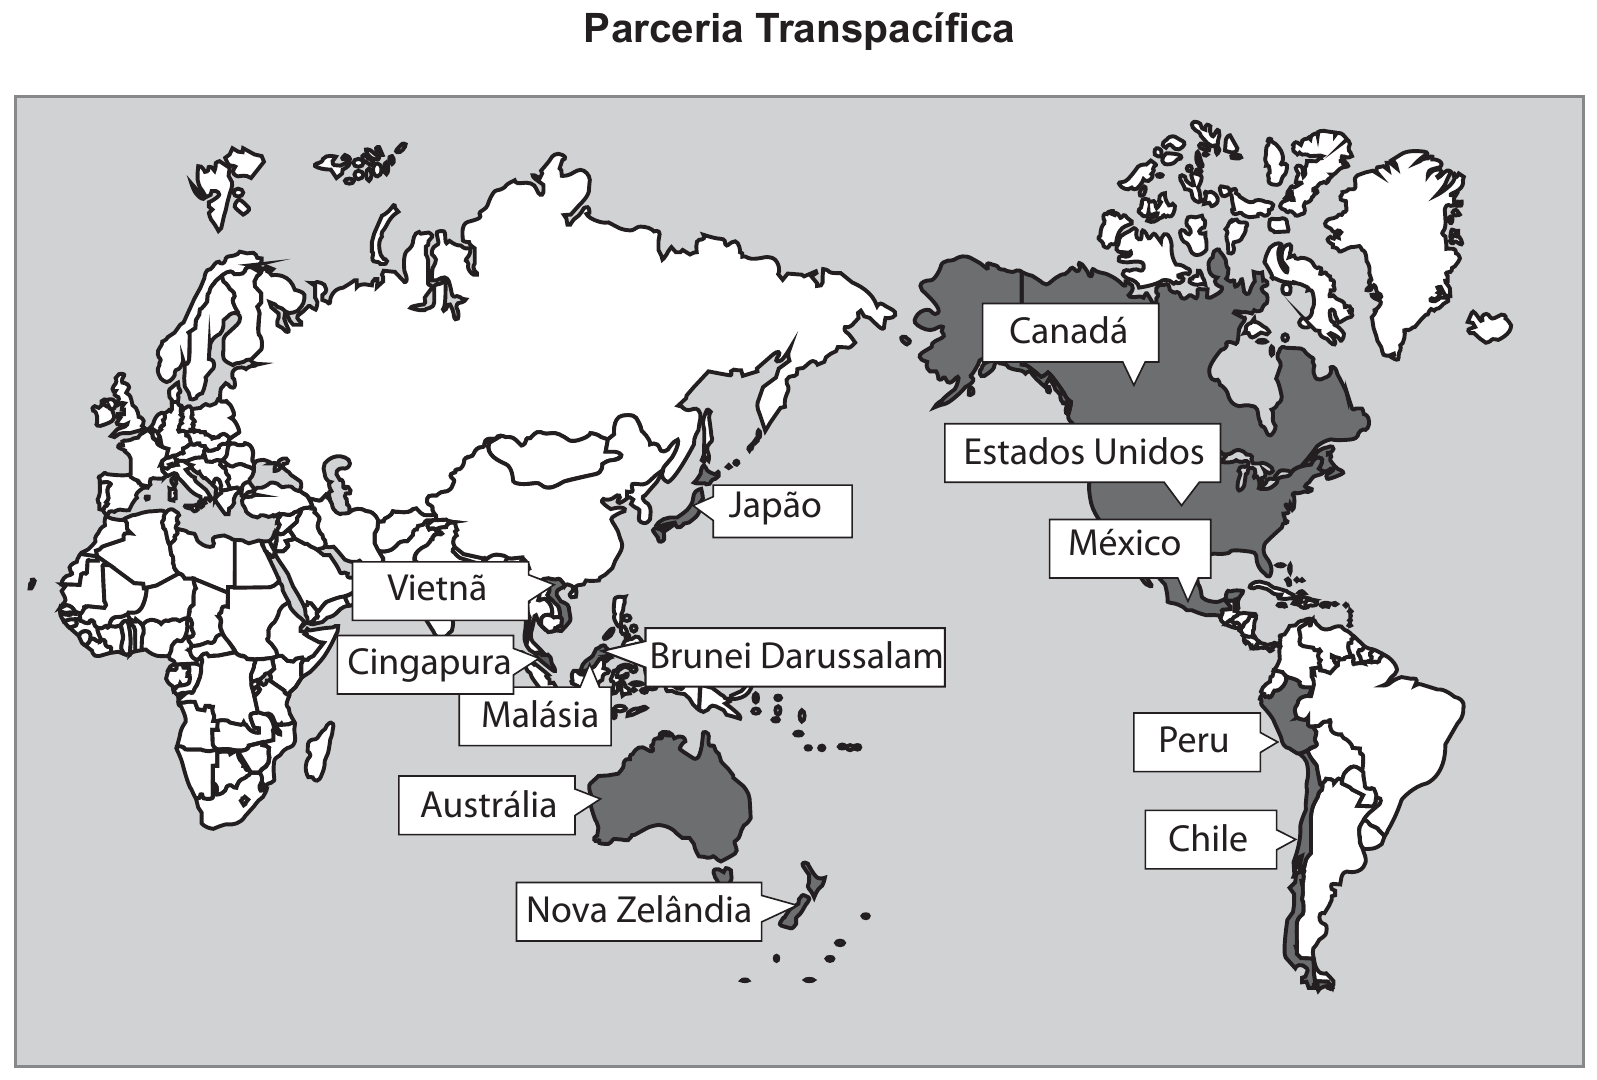 Parceria Transpacífica
Canadá
Estados Unidos
Japão
México
Vietnã
Brunei Darussalam
Cingapura
Malásia
Peru
Austrália
Chile
Nova Zelândia